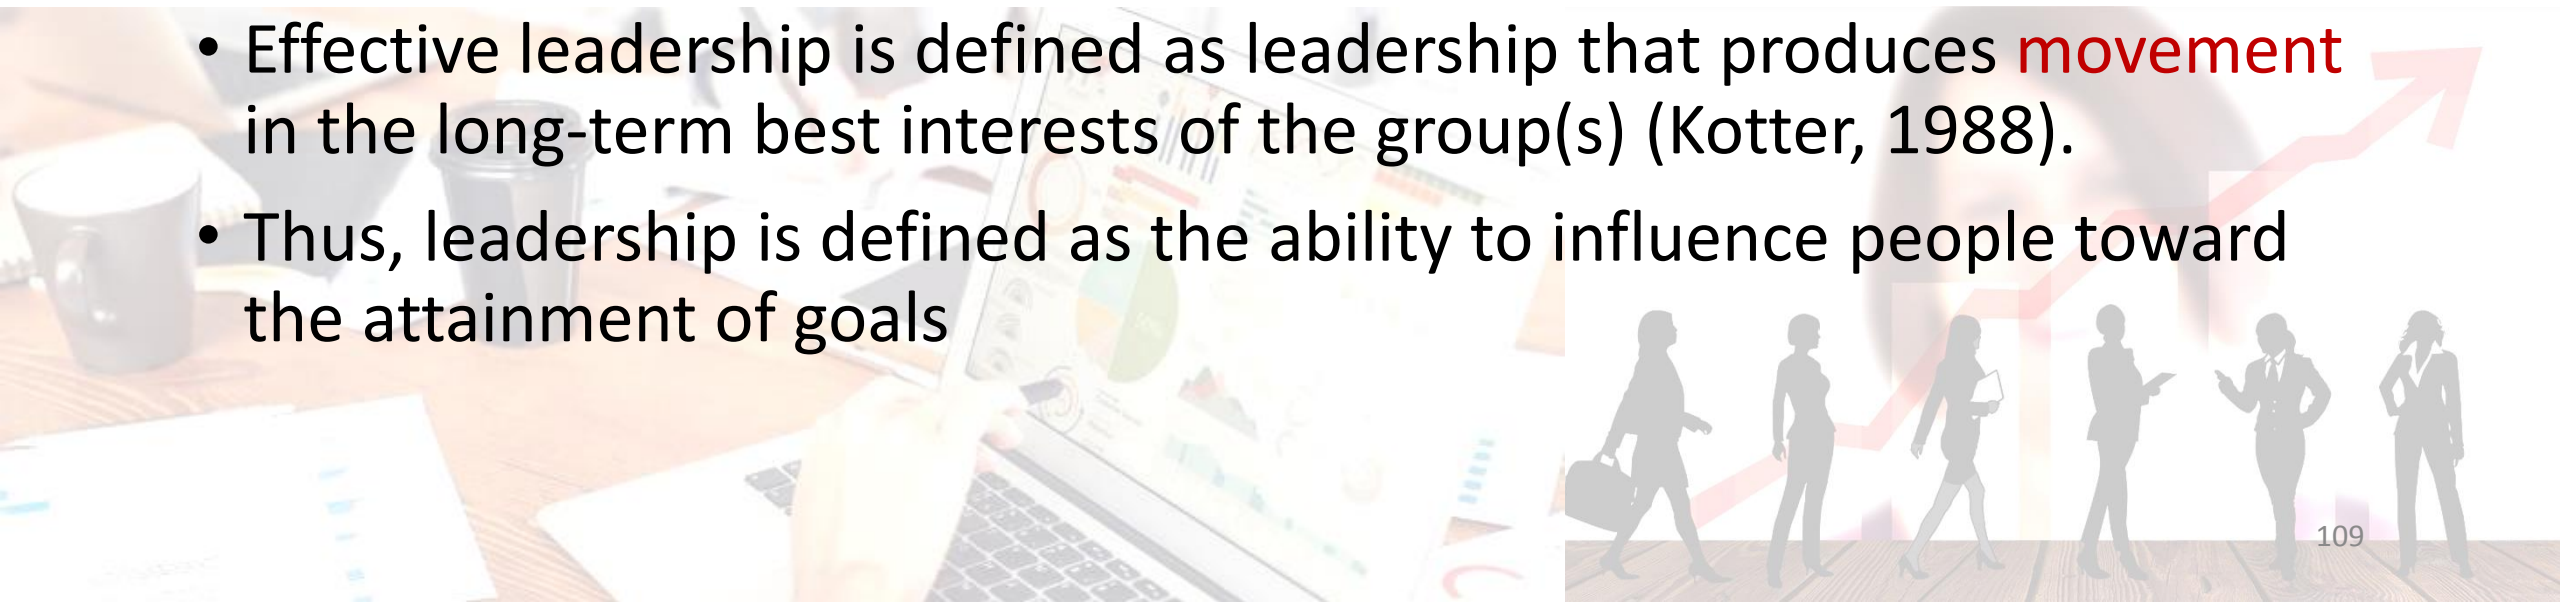 • Effective leadership is defined as leadership that produces movement
in the long-term best interests of the group(s) (Kotter, 1988).
• Thus, leadership is defined as the ability to influence people toward
the attainment of goals
109